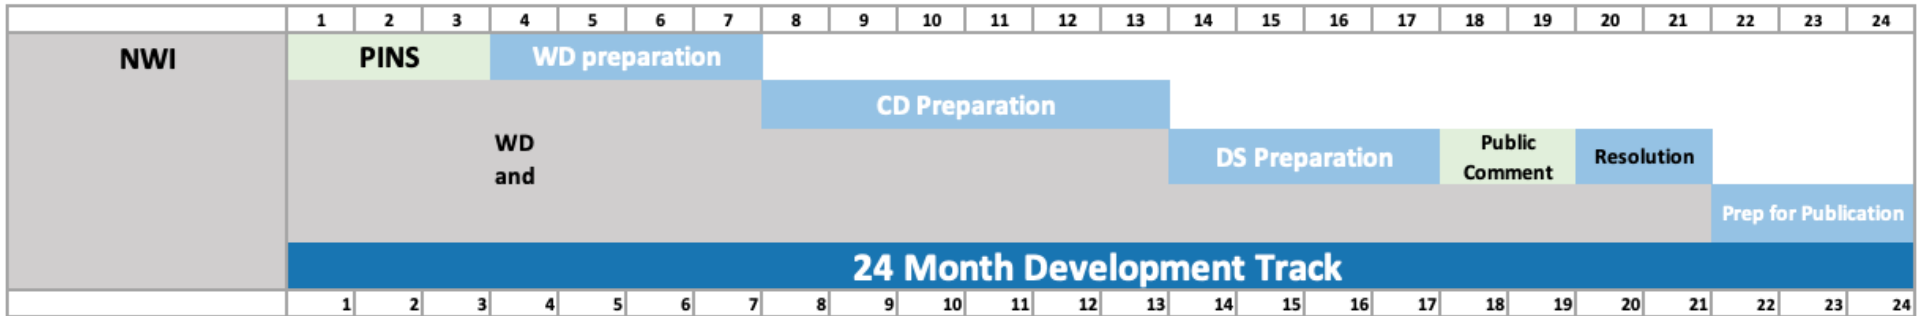 1 2 3 4 5 6 7 8 9 10 11 12 13 14 15 16 17 18 19 20 21 22 23 24
NWI PINS WD preparation
CD Preparation
WD
and
DS Preparation
Public
Comment
Resolution
Prep for Publication
24 Month Development Track
1 2 3 4 5 6 7 8 9 10 11 12 13 14 15 16 17 18 19 20 21 22 23 24